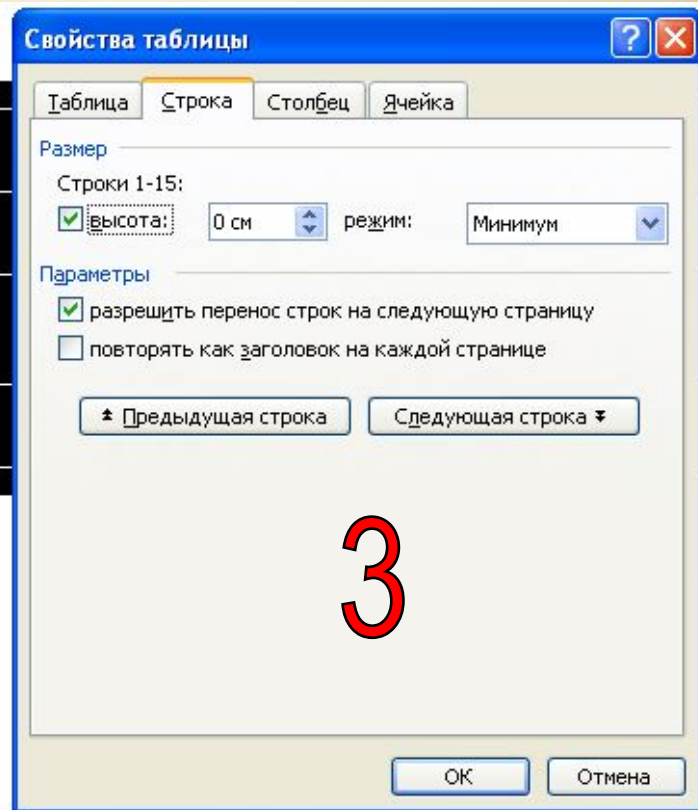 Свойства таблицы
Таблица Строка Столбец Ячейка
Размер
Строки 1-15:
высота: 0 см режим: Минимум
Параметры
разрешить перенос строк на следующую страницу
повторять как заголовок на каждой странице
Предыдущая строка Следующая строка
3
ОК Отмена